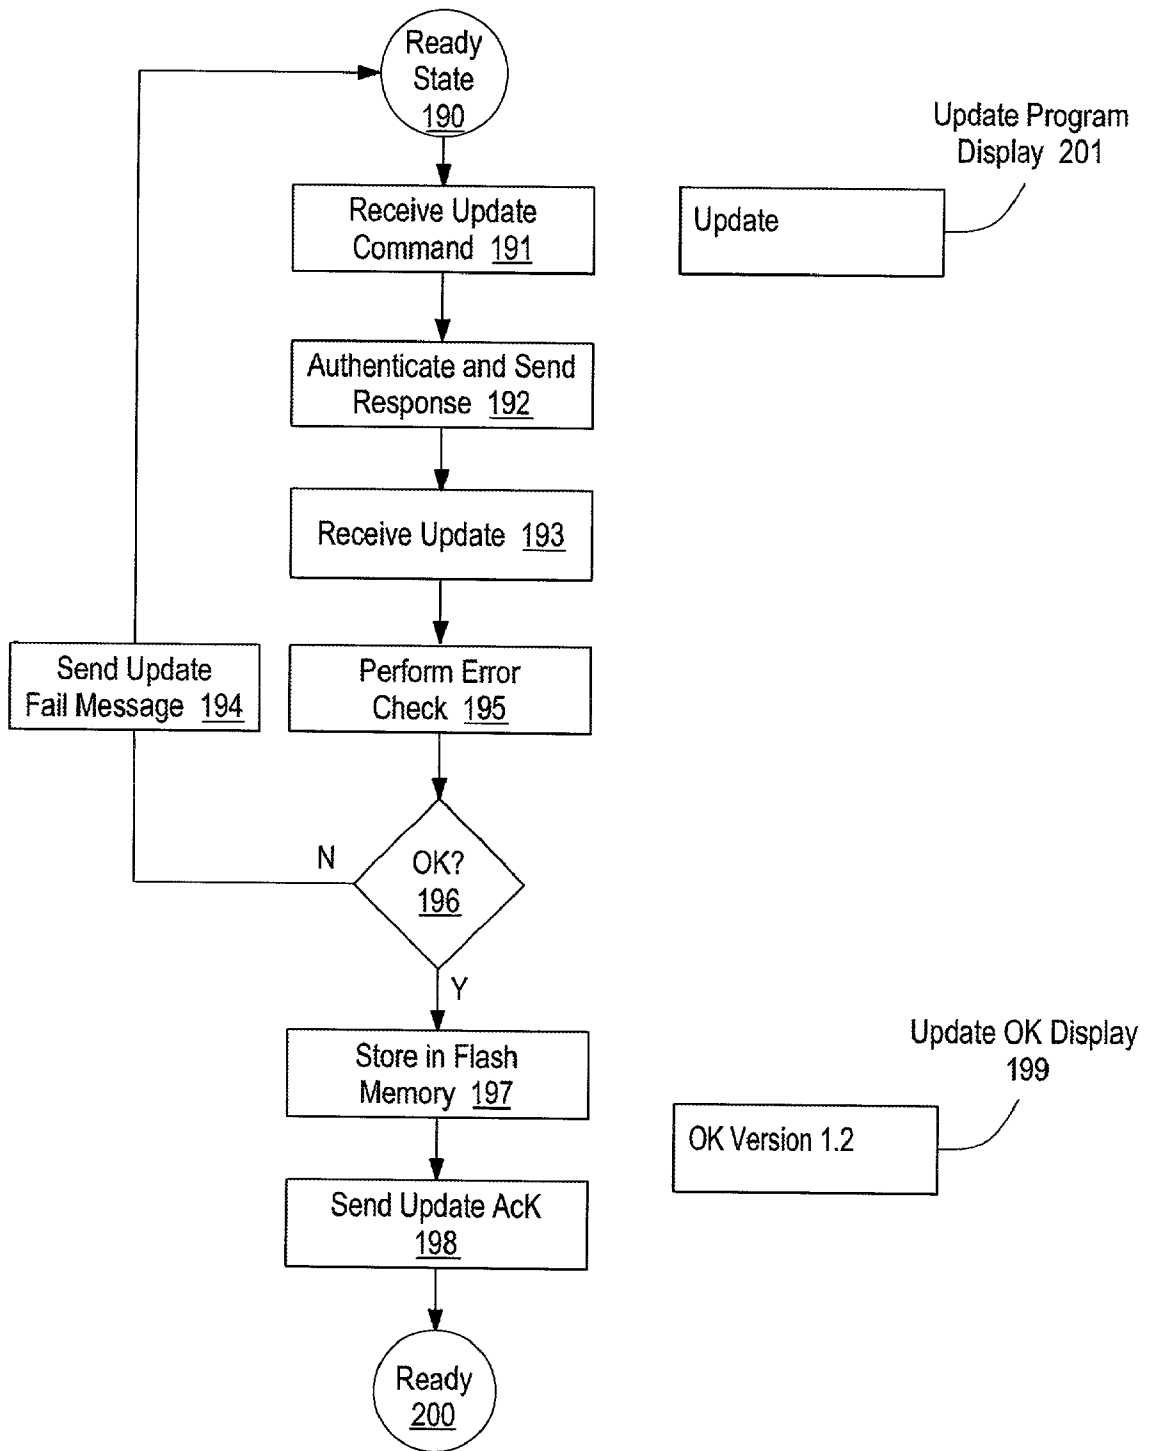 Ready
State
190
Update Program
Display 201
Receive Update
Command 191
Update
Authenticate and Send
Response 192
Receive Update 193
Send Update
Fail Message 194
Perform Error
Check 195
N
OK?
196
Y
Store in Flash
Memory 197
Update OK Display
199
OK Version 1.2
Send Update AcK
198
Ready
200